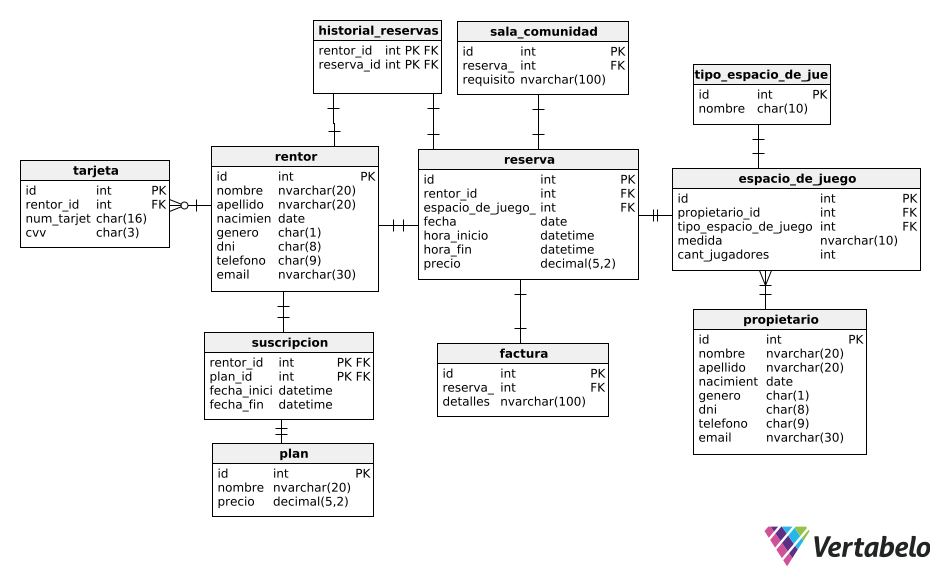 historial_reservas
rentor_id int PK FK
reserva_id int PK FK
sala_comunidad
id int PK
reserva_ int FK
requisito nvarchar(100)
tipo_espacio_de_jue
id int PK
nombre char(10)
tarjeta
id int PK
rentor_id int FK
num_tarjet char(16)
cvv char(3)
rentor
id int PK
nombre nvarchar(20)
apellido nvarchar(20)
nacimien date
genero char(1)
dni char(8)
telefono char(9)
email nvarchar(30)
reserva
id int PK
rentor_id int FK
espacio_de_juego_ int FK
fecha date
hora_inicio datetime
hora_fin datetime
precio decimal(5,2)
espacio_de_juego
id int PK
propietario_id int FK
tipo_espacio_de_juego int FK
medida nvarchar(10)
cant_jugadores int
suscripcion
rentor_id int PK FK
plan_id int PK FK
fecha_inici datetime
fecha_fin datetime
factura
id int PK
reserva_ int FK
detalles nvarchar(100)
propietario
id int PK
nombre nvarchar(20)
apellido nvarchar(20)
nacimient date
genero char(1)
dni char(8)
telefono char(9)
email nvarchar(30)
plan
id int PK
nombre nvarchar(20)
precio decimal(5,2)
Vertabelo